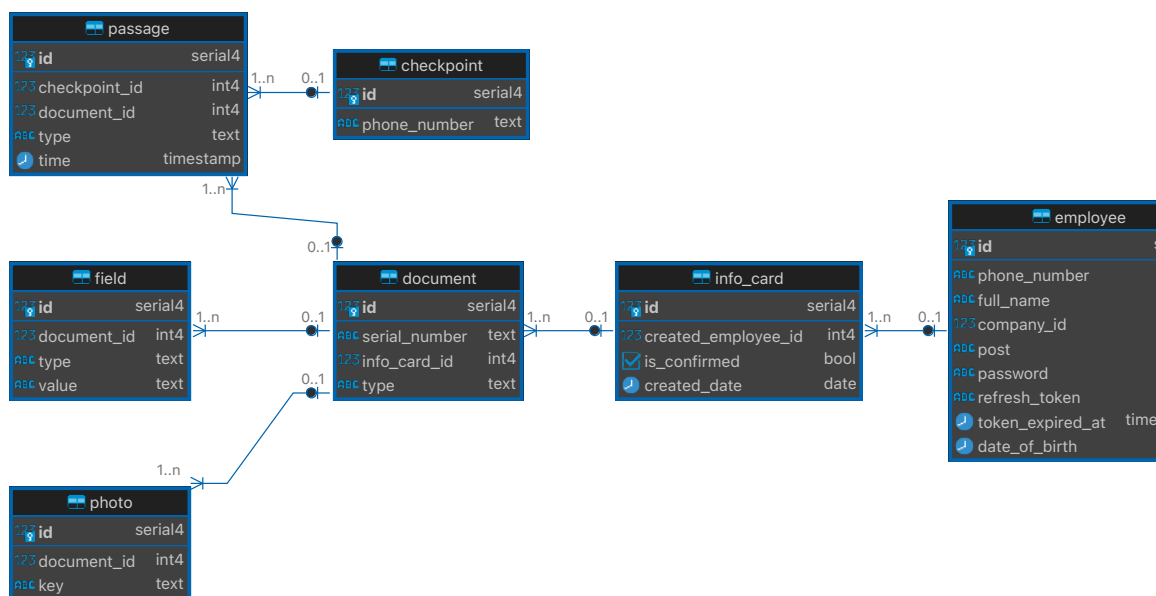 passage
id serial4
checkpoint_id int4
document_id int4
type text
time timestamp
1..n 0..1
checkpoint
id serial4
phone_number text
1..n
0..1
field
id serial4
document_id int4
type text
value text
1..n 0..1
document
id serial4
serial_number text
info_card_id int4
type text
1..n 0..1
info_card
id serial4
created_employee_id int4
is_confirmed bool
created_date date
1..n 0..1
employee
id
phone_number
full_name
company_id
post
password
refresh_token
token_expired_at time
date_of_birth
0..1
1..n
photo
id serial4
document_id int4
key text